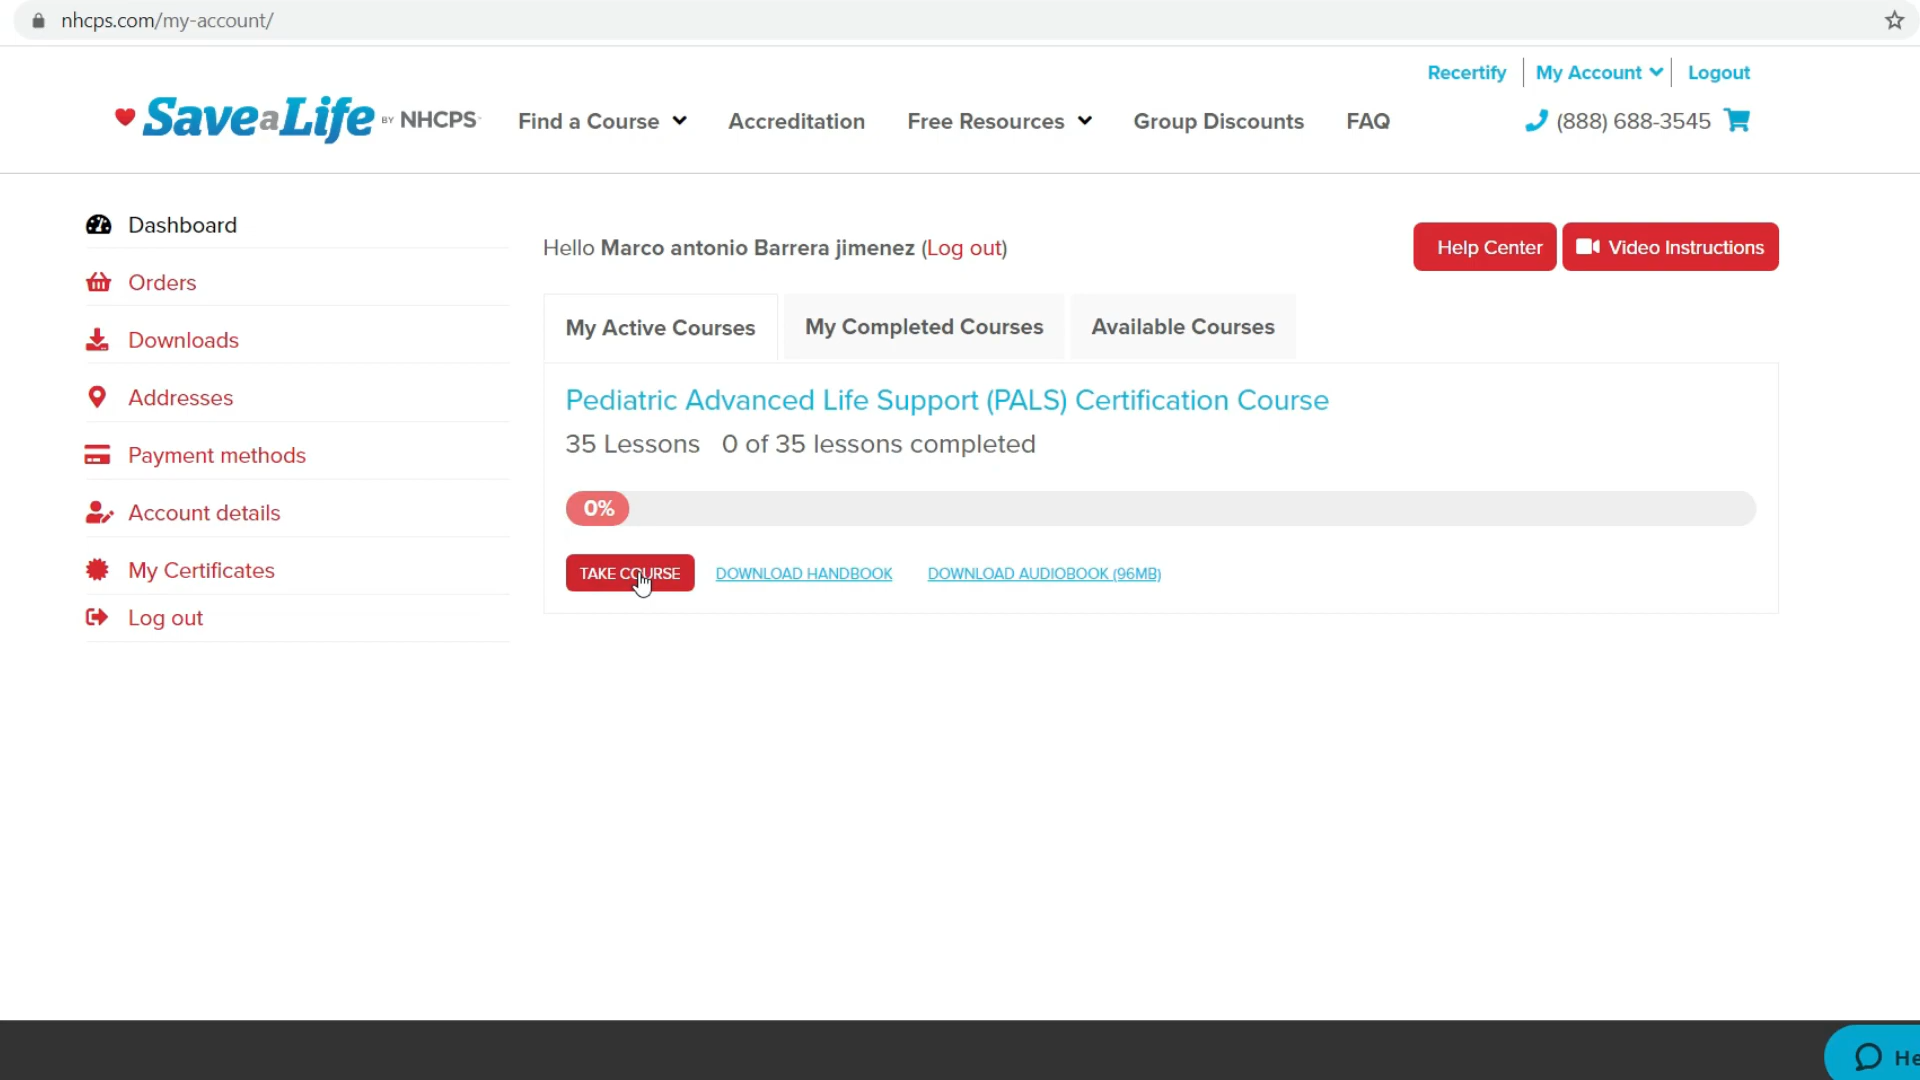 nhcps.com/my-account/
Recertify My Account Logout
SaveaLife BY NHCPS Find a Course Accreditation Free Resources Group Discounts FAQ (888) 688-3545
Dashboard
Orders
Downloads
Addresses
Payment methods
Account details
My Certificates
Log out
Hello Marco antonio Barrera jimenez (Log out)
Help Center Video Instructions
My Active Courses My Completed Courses Available Courses
Pediatric Advanced Life Support (PALS) Certification Course
35 Lessons 0 of 35 lessons completed
0%
TAKE COURSE DOWNLOAD HANDBOOK DOWNLOAD AUDIOBOOK (96MB)